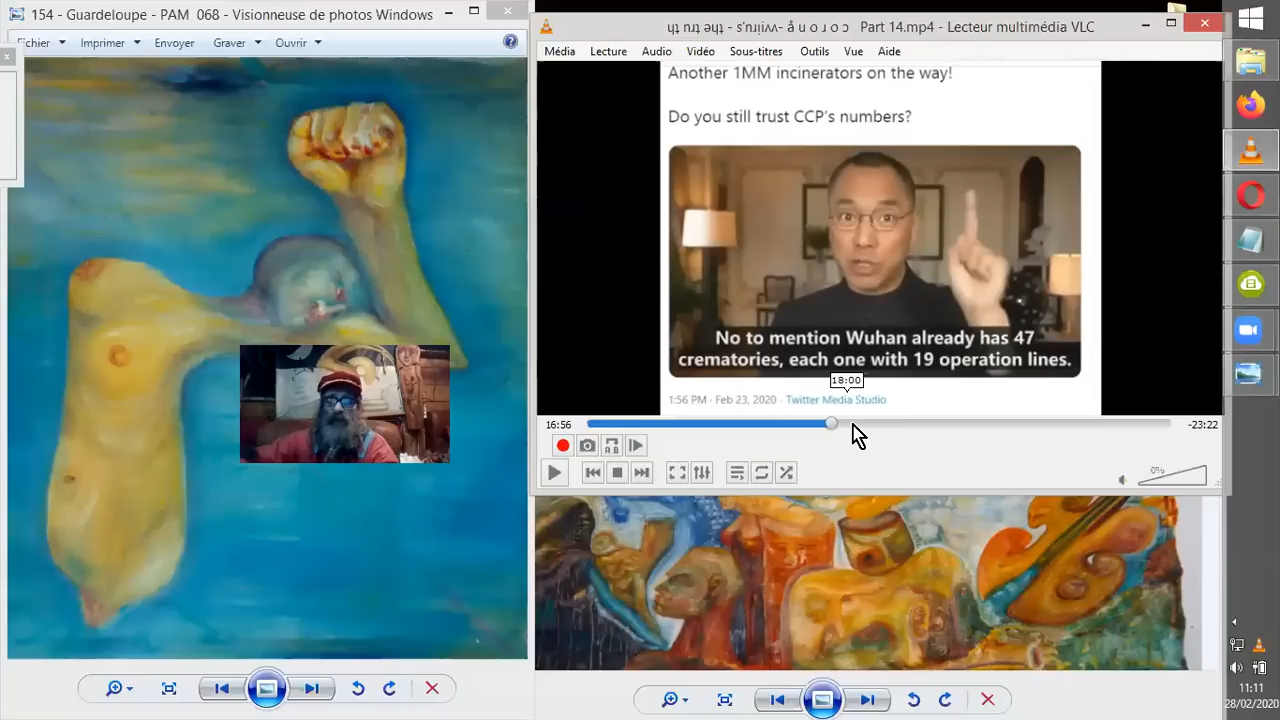 154 - Guardeloupe - PAM 068 - Visionneuse de photos Windows
Fichier Imprimer Envoyer Graver Ouvrir
Part 14.mp4 - Lecteur multimédia VLC
Média Lecture Audio Vidéo Sous-titres Outils Vue Aide
Another 1MM incinerators on the way!
Do you still trust CCP's numbers?
No to mention Wuhan already has 47
crematories, each one with 19 operation lines.
18:00
1:56 PM · Feb 23, 2020 · Twitter Media Studio
16:56
-23:22
0%
11:11
28/02/2020